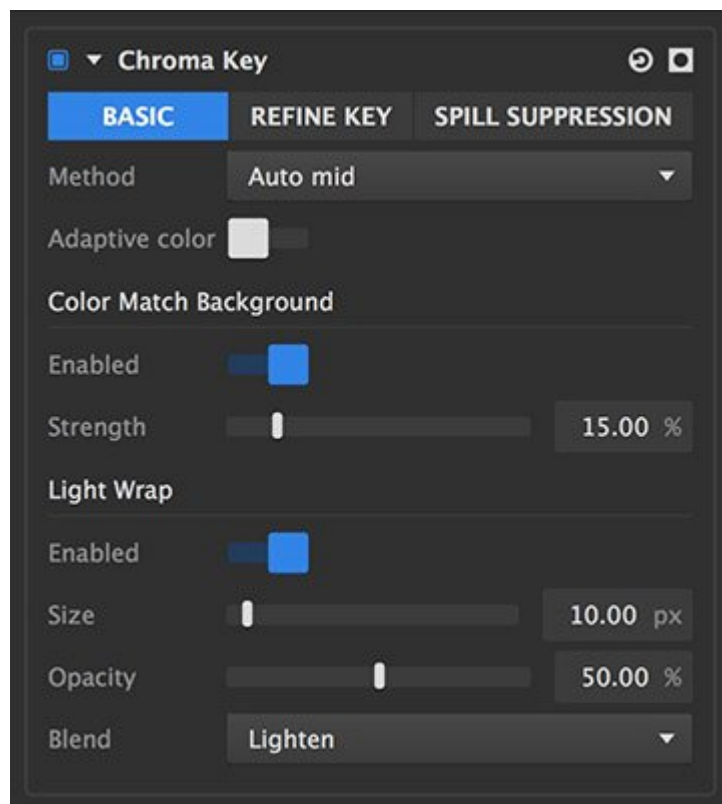 Chroma Key
BASIC REFINE KEY SPILL SUPPRESSION
Method Auto mid
Adaptive color
Color Match Background
Enabled
Strength 15.00 %
Light Wrap
Enabled
Size 10.00 px
Opacity 50.00 %
Blend Lighten